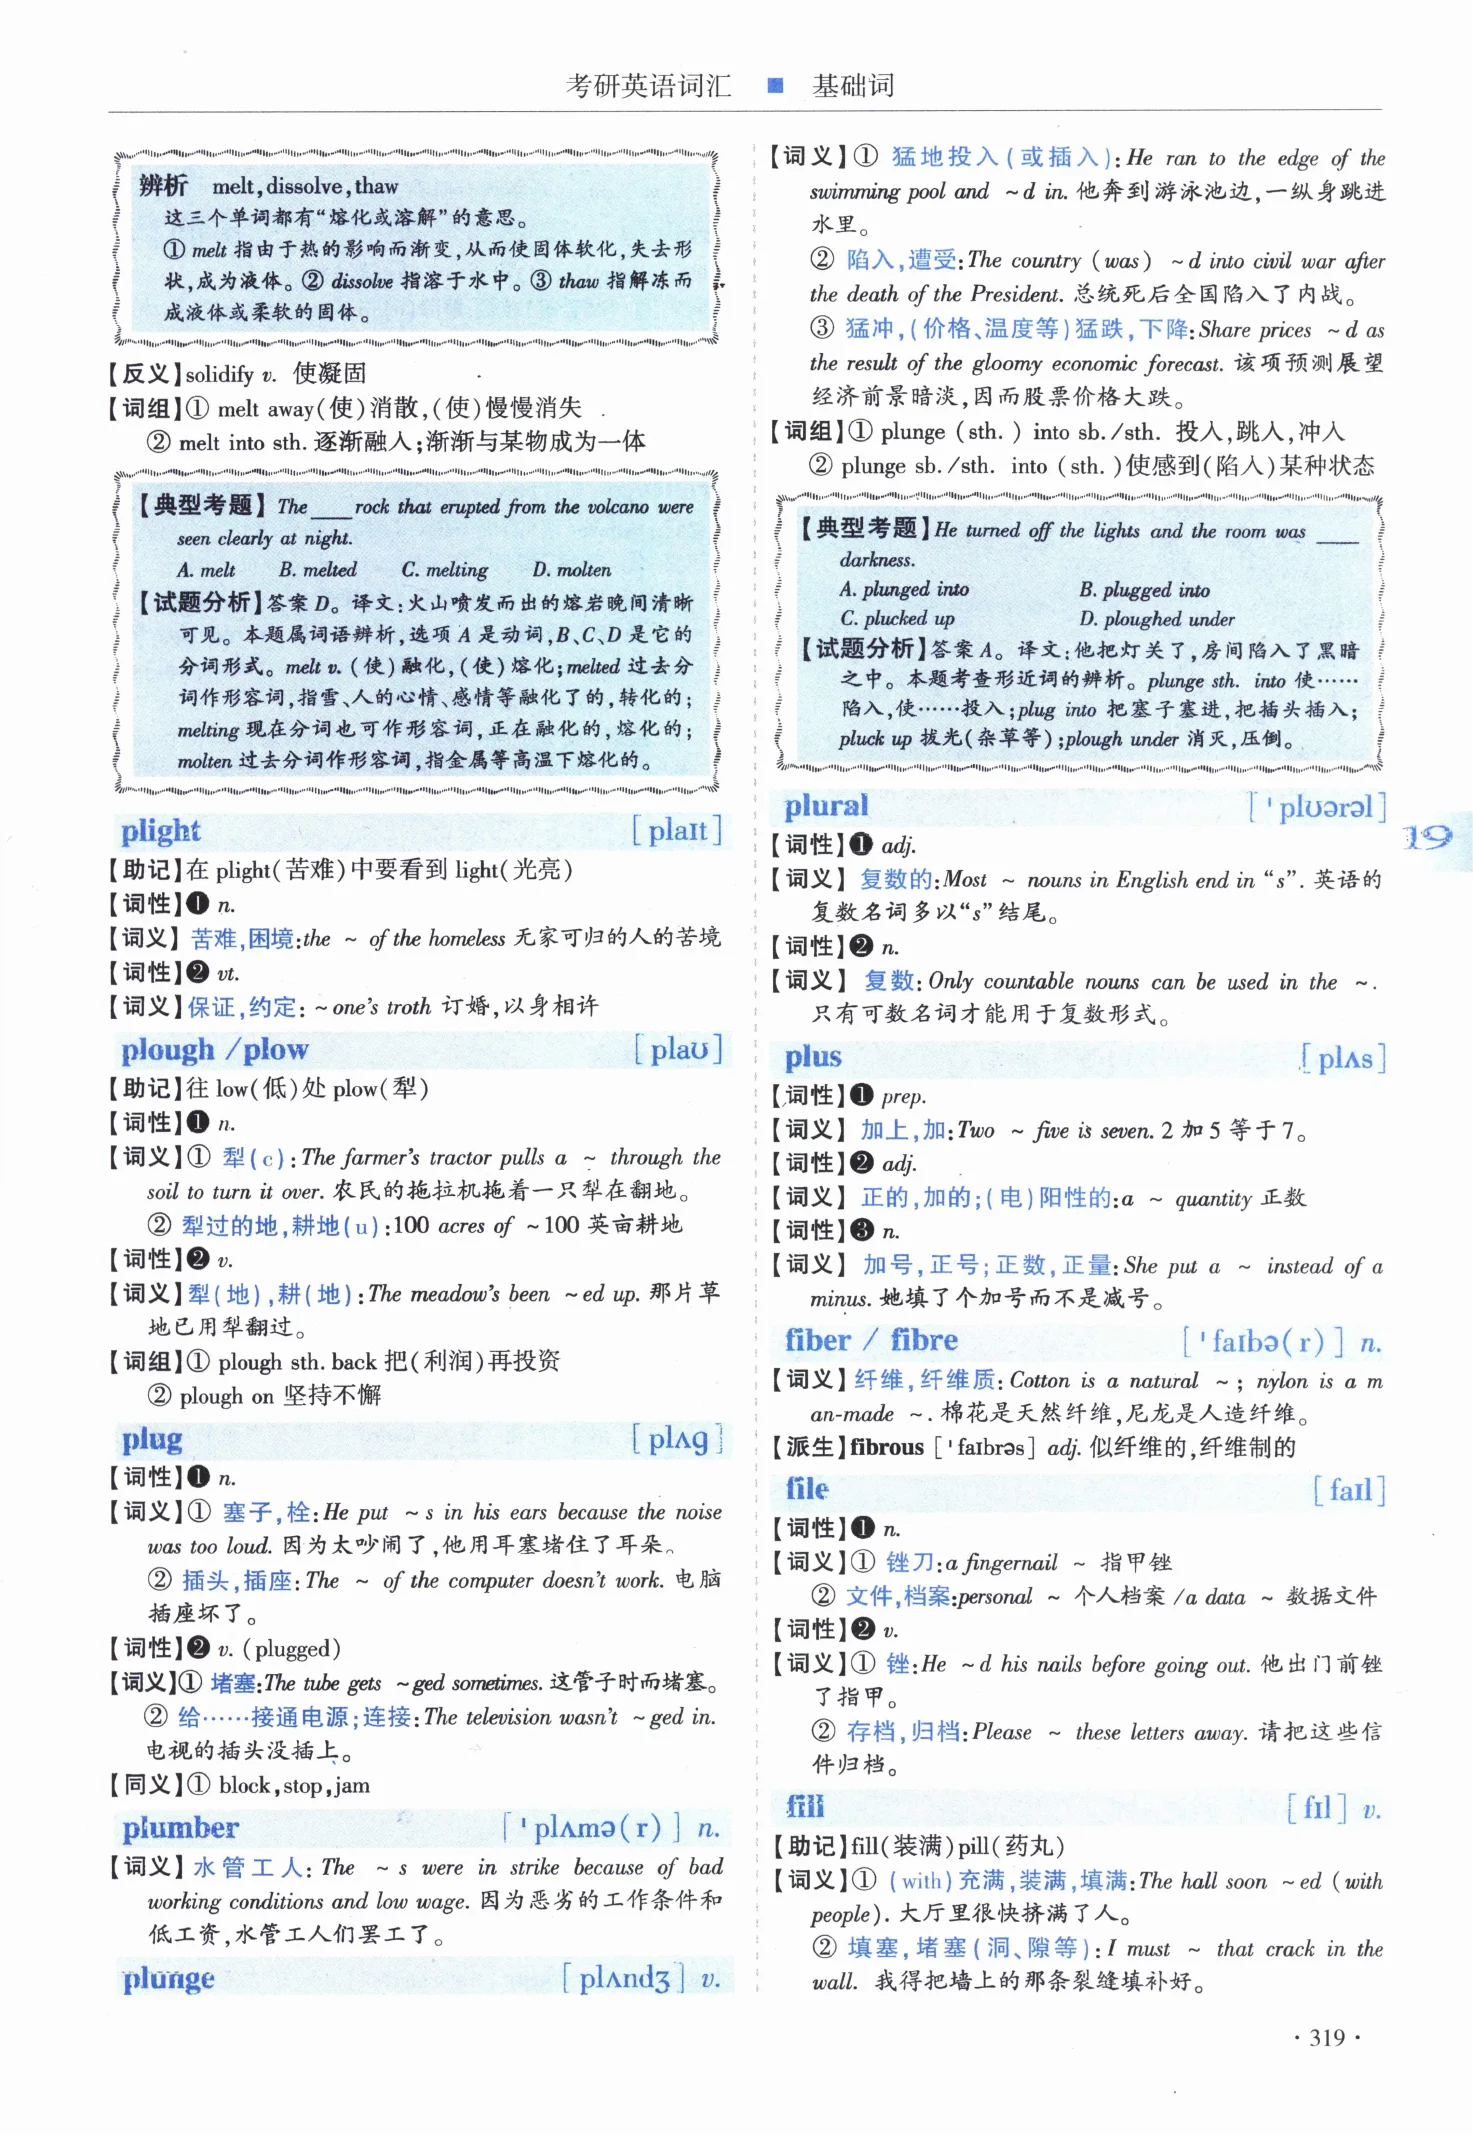 考研英语词汇 ■ 基础词
辨析 melt,dissolve,thaw
这三个单词都有“熔化或溶解”的意思。
① melt 指由于热的影响而渐变,从而使固体软化,失去形
状,成为液体。② dissolve 指溶于水中。③ thaw 指解冻而
成液体或柔软的固体。
【反义】solidify v. 使凝固
【词组】① melt away(使)消散,(使)慢慢消失
② melt into sth. 逐渐融入;渐渐与某物成为一体
【典型考题】The ___ rock that erupted from the volcano were
seen clearly at night.
A. melt B. melted C. melting D. molten
【试题分析】答案 D。译文:火山喷发而出的熔岩晚间清晰
可见。本题属词语辨析,选项 A 是动词,B、C、D 是它的
分词形式。melt v. (使)融化,(使)熔化;melted 过去分
词作形容词,指雪、人的心情、感情等融化了的,转化的;
melting 现在分词也可作形容词,正在融化的,熔化的;
molten 过去分词作形容词,指金属等高温下熔化的。
plight [plaɪt]
【助记】在 plight(苦难)中要看到 light(光亮)
【词性】❶ n.
【词义】苦难,困境:the ~ of the homeless 无家可归的人的苦境
【词性】❷ vt.
【词义】保证,约定: ~ one's troth 订婚,以身相许
plough /plow [plaʊ]
【助记】往 low(低)处 plow(犁)
【词性】❶ n.
【词义】① 犁(c):The farmer's tractor pulls a ~ through the
soil to turn it over. 农民的拖拉机拖着一只犁在翻地。
② 犁过的地,耕地(u):100 acres of ~100 英亩耕地
【词性】❷ v.
【词义】犁(地),耕(地):The meadow's been ~ed up. 那片草
地已用犁翻过。
【词组】① plough sth. back 把(利润)再投资
② plough on 坚持不懈
plug [plʌg]
【词性】❶ n.
【词义】① 塞子,栓:He put ~s in his ears because the noise
was too loud. 因为太吵闹了,他用耳塞堵住了耳朵。
② 插头,插座:The ~ of the computer doesn't work. 电脑
插座坏了。
【词性】❷ v. (plugged)
【词义】① 堵塞:The tube gets ~ged sometimes. 这管子时而堵塞。
② 给……接通电源;连接:The television wasn't ~ged in.
电视的插头没插上。
【同义】① block,stop,jam
plumber ['plʌmə(r)] n.
【词义】水管工人: The ~s were in strike because of bad
working conditions and low wage. 因为恶劣的工作条件和
低工资,水管工人们罢工了。
plunge [plʌndʒ] v.
【词义】① 猛地投入(或插入):He ran to the edge of the
swimming pool and ~d in. 他奔到游泳池边,一纵身跳进
水里。
② 陷入,遭受:The country (was) ~d into civil war after
the death of the President. 总统死后全国陷入了内战。
③ 猛冲,(价格、温度等)猛跌,下降:Share prices ~d as
the result of the gloomy economic forecast. 该项预测展望
经济前景暗淡,因而股票价格大跌。
【词组】① plunge (sth.) into sb./sth. 投入,跳入,冲入
② plunge sb./sth. into (sth.)使感到(陷入)某种状态
【典型考题】He turned off the lights and the room was ___
darkness.
A. plunged into B. plugged into
C. plucked up D. ploughed under
【试题分析】答案 A。译文:他把灯关了,房间陷入了黑暗
之中。本题考查形近词的辨析。plunge sth. into 使……
陷入,使……投入;plug into 把塞子塞进,把插头插入;
pluck up 拔光(杂草等);plough under 消灭,压倒。
plural ['plʊərəl]
【词性】❶ adj.
【词义】复数的:Most ~ nouns in English end in “s”. 英语的
复数名词多以“s”结尾。
【词性】❷ n.
【词义】复数: Only countable nouns can be used in the ~.
只有可数名词才能用于复数形式。
plus [plʌs]
【词性】❶ prep.
【词义】加上,加:Two ~ five is seven. 2 加 5 等于 7。
【词性】❷ adj.
【词义】正的,加的;(电)阳性的:a ~ quantity 正数
【词性】❸ n.
【词义】加号,正号;正数,正量:She put a ~ instead of a
minus. 她填了个加号而不是减号。
fiber / fibre ['faɪbə(r)] n.
【词义】纤维,纤维质: Cotton is a natural ~; nylon is a m
an-made ~. 棉花是天然纤维,尼龙是人造纤维。
【派生】fibrous ['faɪbrəs] adj. 似纤维的,纤维制的
file [faɪl]
【词性】❶ n.
【词义】① 锉刀:a fingernail ~ 指甲锉
② 文件,档案:personal ~ 个人档案 /a data ~ 数据文件
【词性】❷ v.
【词义】① 锉:He ~d his nails before going out. 他出门前锉
了指甲。
② 存档,归档:Please ~ these letters away. 请把这些信
件归档。
fill [fɪl] v.
【助记】fill(装满)pill(药丸)
【词义】① (with)充满,装满,填满:The hall soon ~ed (with
people). 大厅里很快挤满了人。
② 填塞,堵塞(洞、隙等):I must ~ that crack in the
wall. 我得把墙上的那条裂缝填补好。
19
·319·